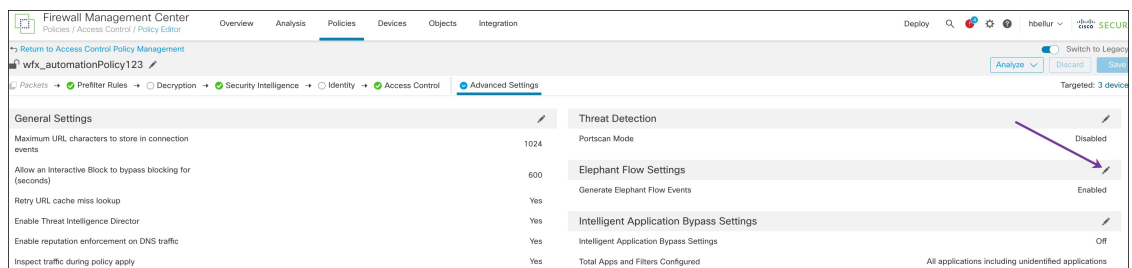 Firewall Management Center
Policies / Access Control / Policy Editor
Overview Analysis Policies Devices Objects Integration
Deploy hbellur cisco SECUR
Return to Access Control Policy Management
Switch to Legacy
wfx_automationPolicy123
Analyze Discard Save
Packets → Prefilter Rules → Decryption → Security Intelligence → Identity → Access Control Advanced Settings
Targeted: 3 device
General Settings
Maximum URL characters to store in connection
events
1024
Allow an Interactive Block to bypass blocking for
(seconds)
600
Retry URL cache miss lookup Yes
Enable Threat Intelligence Director Yes
Enable reputation enforcement on DNS traffic Yes
Inspect traffic during policy apply Yes
Threat Detection
Portscan Mode Disabled
Elephant Flow Settings
Generate Elephant Flow Events Enabled
Intelligent Application Bypass Settings
Intelligent Application Bypass Settings Off
Total Apps and Filters Configured All applications including unidentified applications